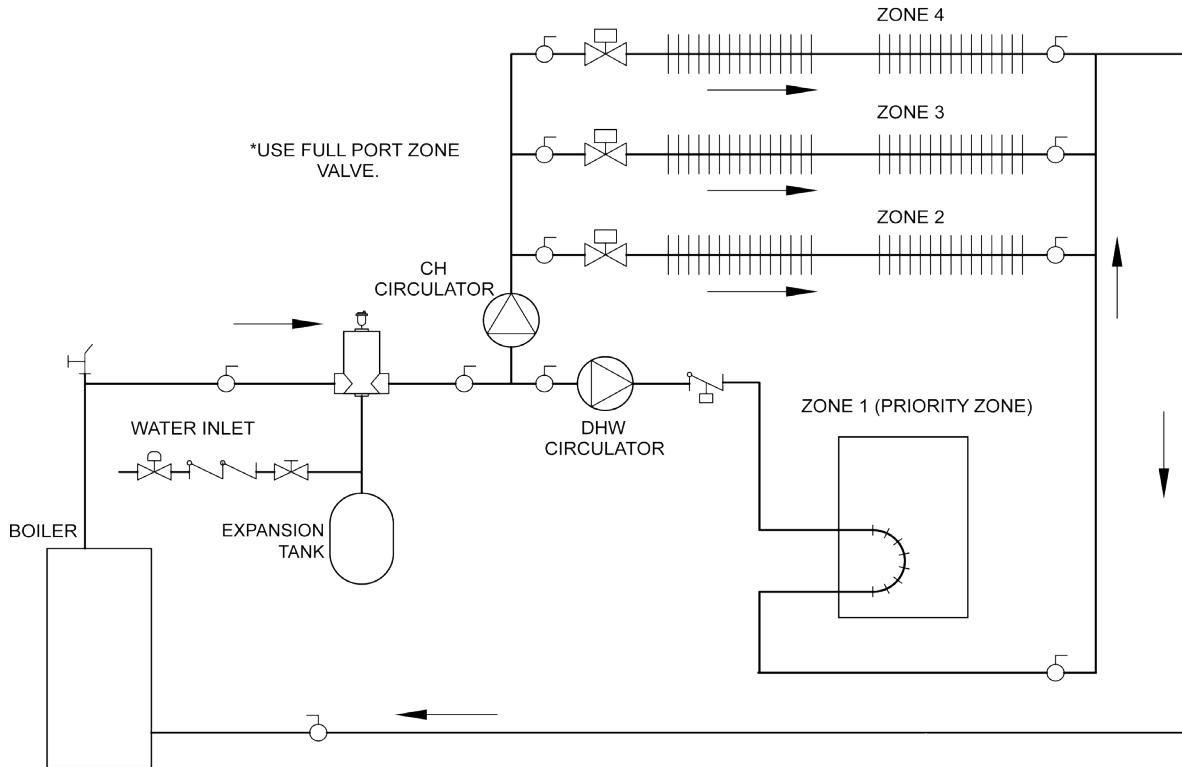 ZONE 4
ZONE 3
*USE FULL PORT ZONE
VALVE.
ZONE 2
CH
CIRCULATOR
ZONE 1 (PRIORITY ZONE)
WATER INLET
DHW
CIRCULATOR
BOILER
EXPANSION
TANK